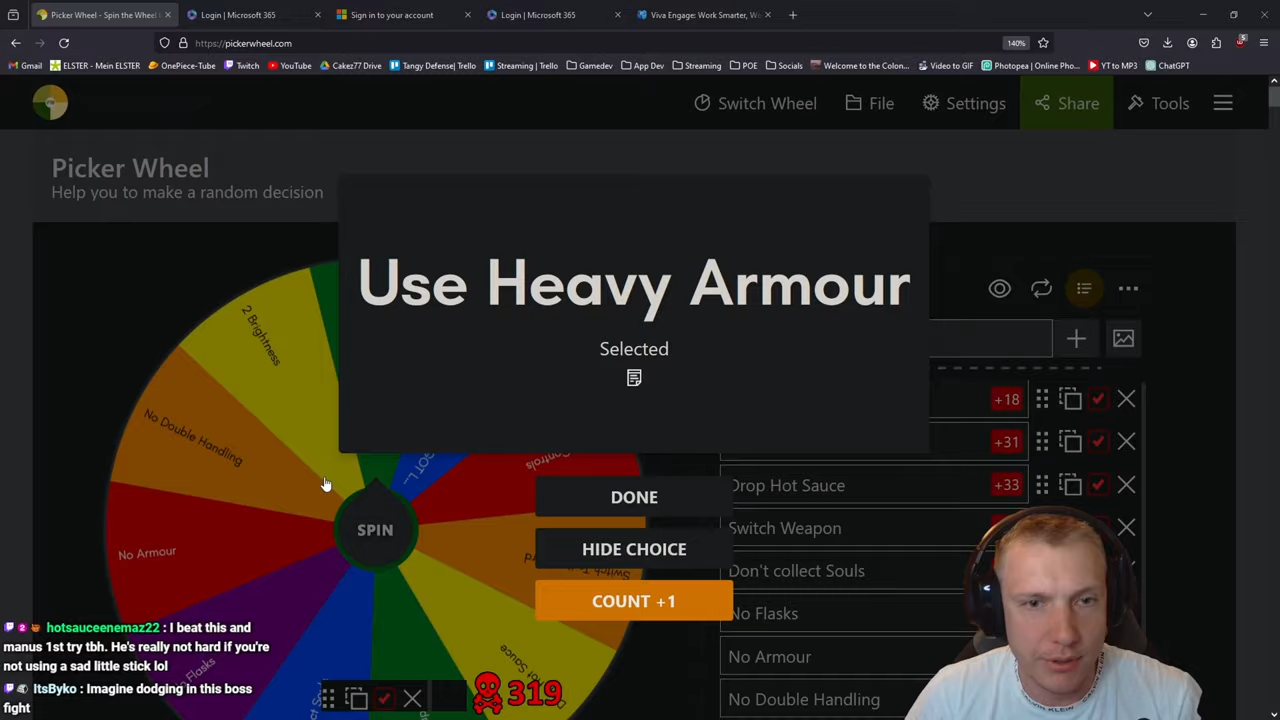 Picker Wheel - Spin the Wheel
Login | Microsoft 365
Sign in to your account
Login | Microsoft 365
Viva Engage: Work Smarter, W
https://pickerwheel.com
140%
5
Gmail
ELSTER - Mein ELSTER
OnePiece-Tube
Twitch
YouTube
Cakez77 Drive
Tangy Defense| Trello
Streaming | Trello
Gamedev
App Dev
Streaming
POE
Socials
Welcome to the Colon...
Video to GIF
Photopea | Online Pho...
YT to MP3
ChatGPT
Switch Wheel
File
Settings
Share
Tools
Picker Wheel
Help you to make a random decision
Use Heavy Armour
Selected
DONE
HIDE CHOICE
COUNT +1
2 Brightness
No Double Handling
No Armour
SPIN
Controls
+18
+31
Drop Hot Sauce
+33
Switch Weapon
Don't collect Souls
No Flasks
No Armour
No Double Handling
hotsauceenemaz22 : I beat this and
manus 1st try tbh. He's really not hard if you're
not using a sad little stick lol
ItsByko : Imagine dodging in this boss
fight
319